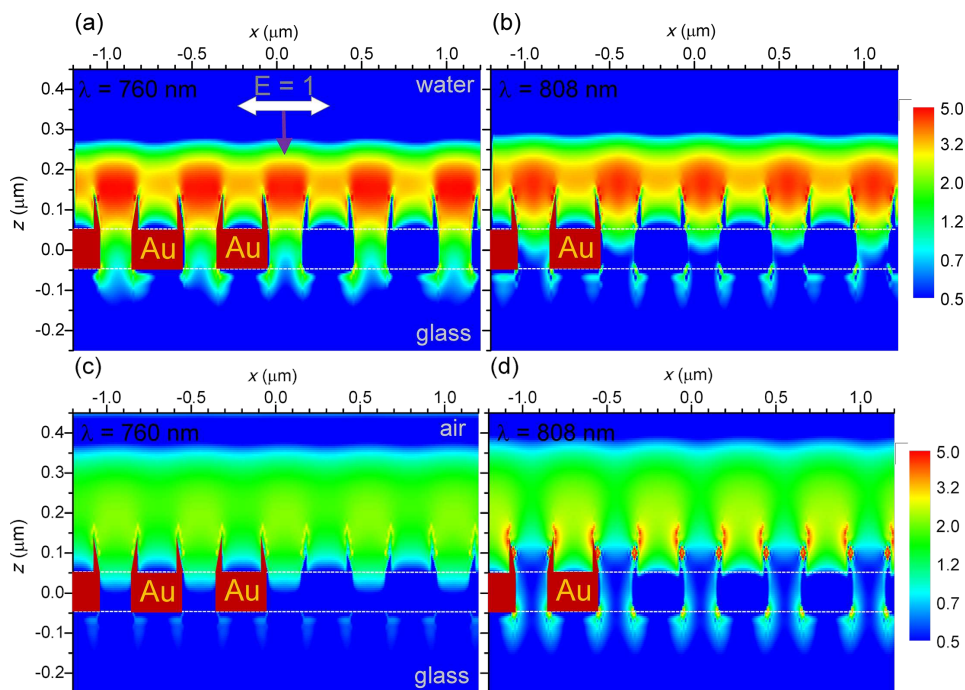 (a)
x (μm)
-1.0 -0.5 0.0 0.5 1.0
(b)
x (μm)
-1.0 -0.5 0.0 0.5 1.0
z (μm)
0.4
0.3
0.2
0.1
0.0
-0.1
-0.2
λ = 760 nm
E = 1
water
Au
Au
glass
λ = 808 nm
Au
5.0
3.2
2.0
1.2
0.7
0.5
(c)
x (μm)
-1.0 -0.5 0.0 0.5 1.0
(d)
x (μm)
-1.0 -0.5 0.0 0.5 1.0
z (μm)
0.4
0.3
0.2
0.1
0.0
-0.1
-0.2
λ = 760 nm
air
Au
Au
glass
λ = 808 nm
Au
5.0
3.2
2.0
1.2
0.7
0.5